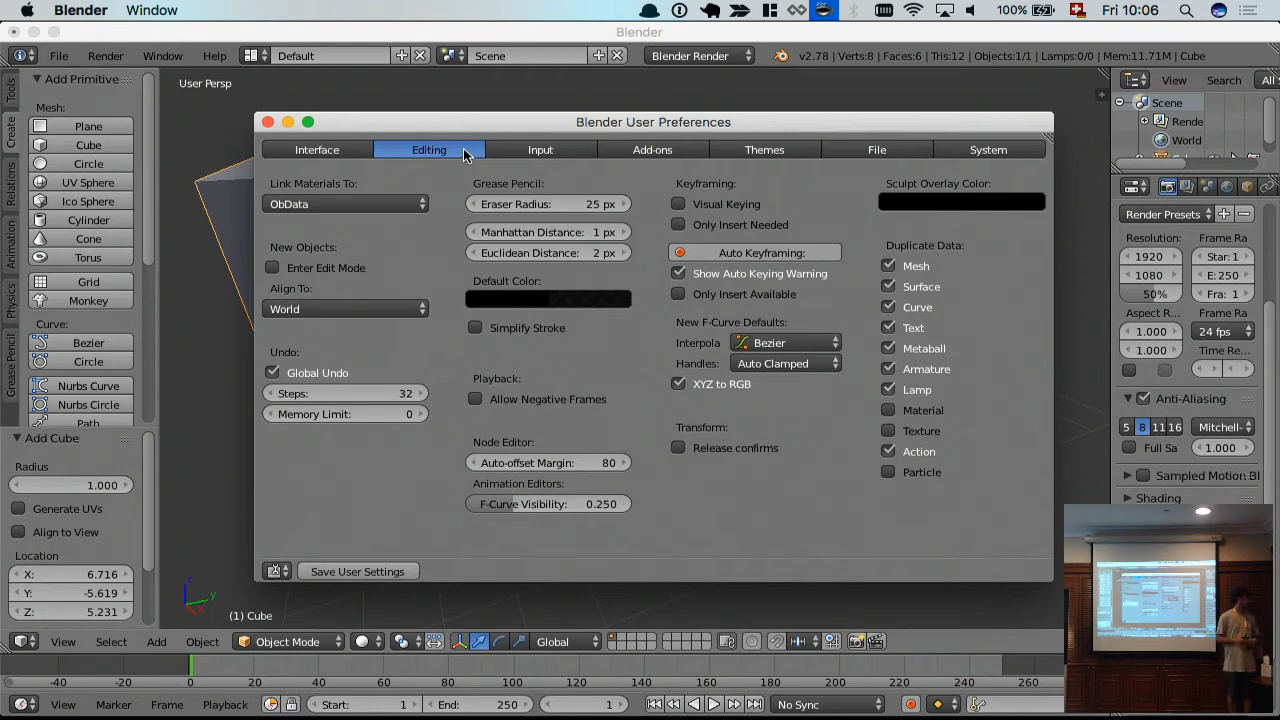 Blender Window 100% Fri 10:06
Blender
File Render Window Help Default Scene Blender Render v2.78 | Verts:8 | Faces:6 | Tris:12 | Objects:1/1 | Lamps:0/0 | Mem:11.71M | Cube
Tools
Create
Relations
Animation
Physics
Grease Pencil
Add Primitive
Mesh:
Plane
Cube
Circle
UV Sphere
Ico Sphere
Cylinder
Cone
Torus
Grid
Monkey
Curve:
Bezier
Circle
Nurbs Curve
Nurbs Circle
Path
Add Cube
Radius
1.000
Generate UVs
Align to View
Location
X: 6.716
Y: -5.619
Z: 5.231
User Persp
Blender User Preferences
Interface Editing Input Add-ons Themes File System
Link Materials To:
ObData
New Objects:
Enter Edit Mode
Align To:
World
Undo:
Global Undo
Steps: 32
Memory Limit: 0
Grease Pencil:
Eraser Radius: 25 px
Manhattan Distance: 1 px
Euclidean Distance: 2 px
Default Color:
Simplify Stroke
Playback:
Allow Negative Frames
Node Editor:
Auto-offset Margin: 80
Animation Editors:
F-Curve Visibility: 0.250
Keyframing:
Visual Keying
Only Insert Needed
Auto Keyframing:
Show Auto Keying Warning
Only Insert Available
New F-Curve Defaults:
Interpola Bezier
Handles: Auto Clamped
XYZ to RGB
Transform:
Release confirms
Sculpt Overlay Color:
Duplicate Data:
Mesh
Surface
Curve
Text
Metaball
Armature
Lamp
Material
Texture
Action
Particle
Save User Settings
View Search All
Scene
Rende
World
Render Presets
Resolution: Frame Ra
1920 Star: 1
1080 E: 250
50% Fra: 1
Aspect R... Frame Ra
1.000 24 fps
1.000 Time Re...
Anti-Aliasing
5 8 11 16 Mitchell-
Full Sa 1.000
Sampled Motion Bl
Shading
x
y
z
(1) Cube
View Select Add Object Object Mode Global
-40 -20 0 20 40 60 80 100 120 140 160 180 200 220 240 260
View Marker Frame Playback Start: 1 End: 250 1 No Sync